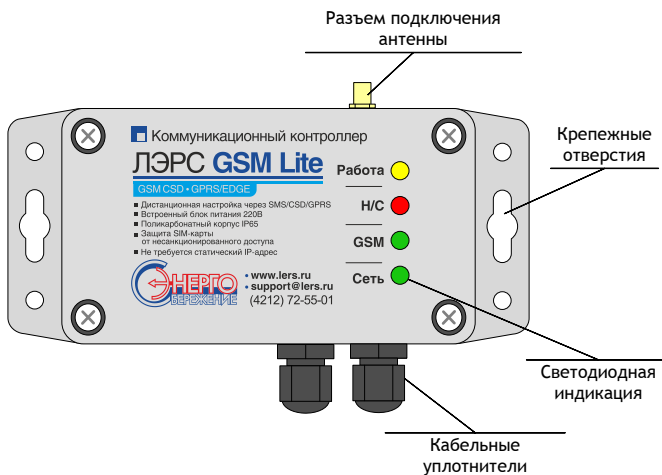 Разъем подключения
антенны
Коммуникационный контроллер
ЛЭРС GSM Lite
GSM CSD • GPRS/EDGE
Дистанционная настройка через SMS/CSD/GPRS
Встроенный блок питания 220В
Поликарбонатный корпус IP65
Защита SIM-карты
от несанкционированного доступа
Не требуется статический IP-адрес
ЭНЕРГО
СБЕРЕЖЕНИЕ
• www.lers.ru
• support@lers.ru
(4212) 72-55-01
Работа
Н/С
GSM
Сеть
Крепежные
отверстия
Светодиодная
индикация
Кабельные
уплотнители